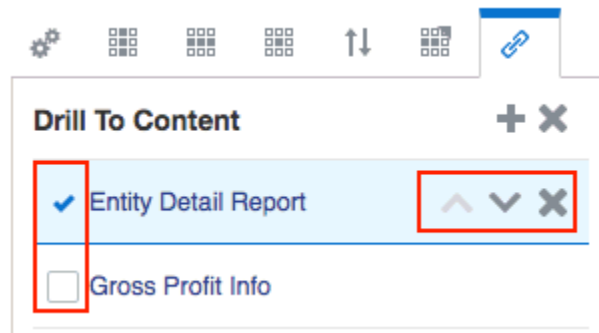 Drill To Content
Entity Detail Report
Gross Profit Info